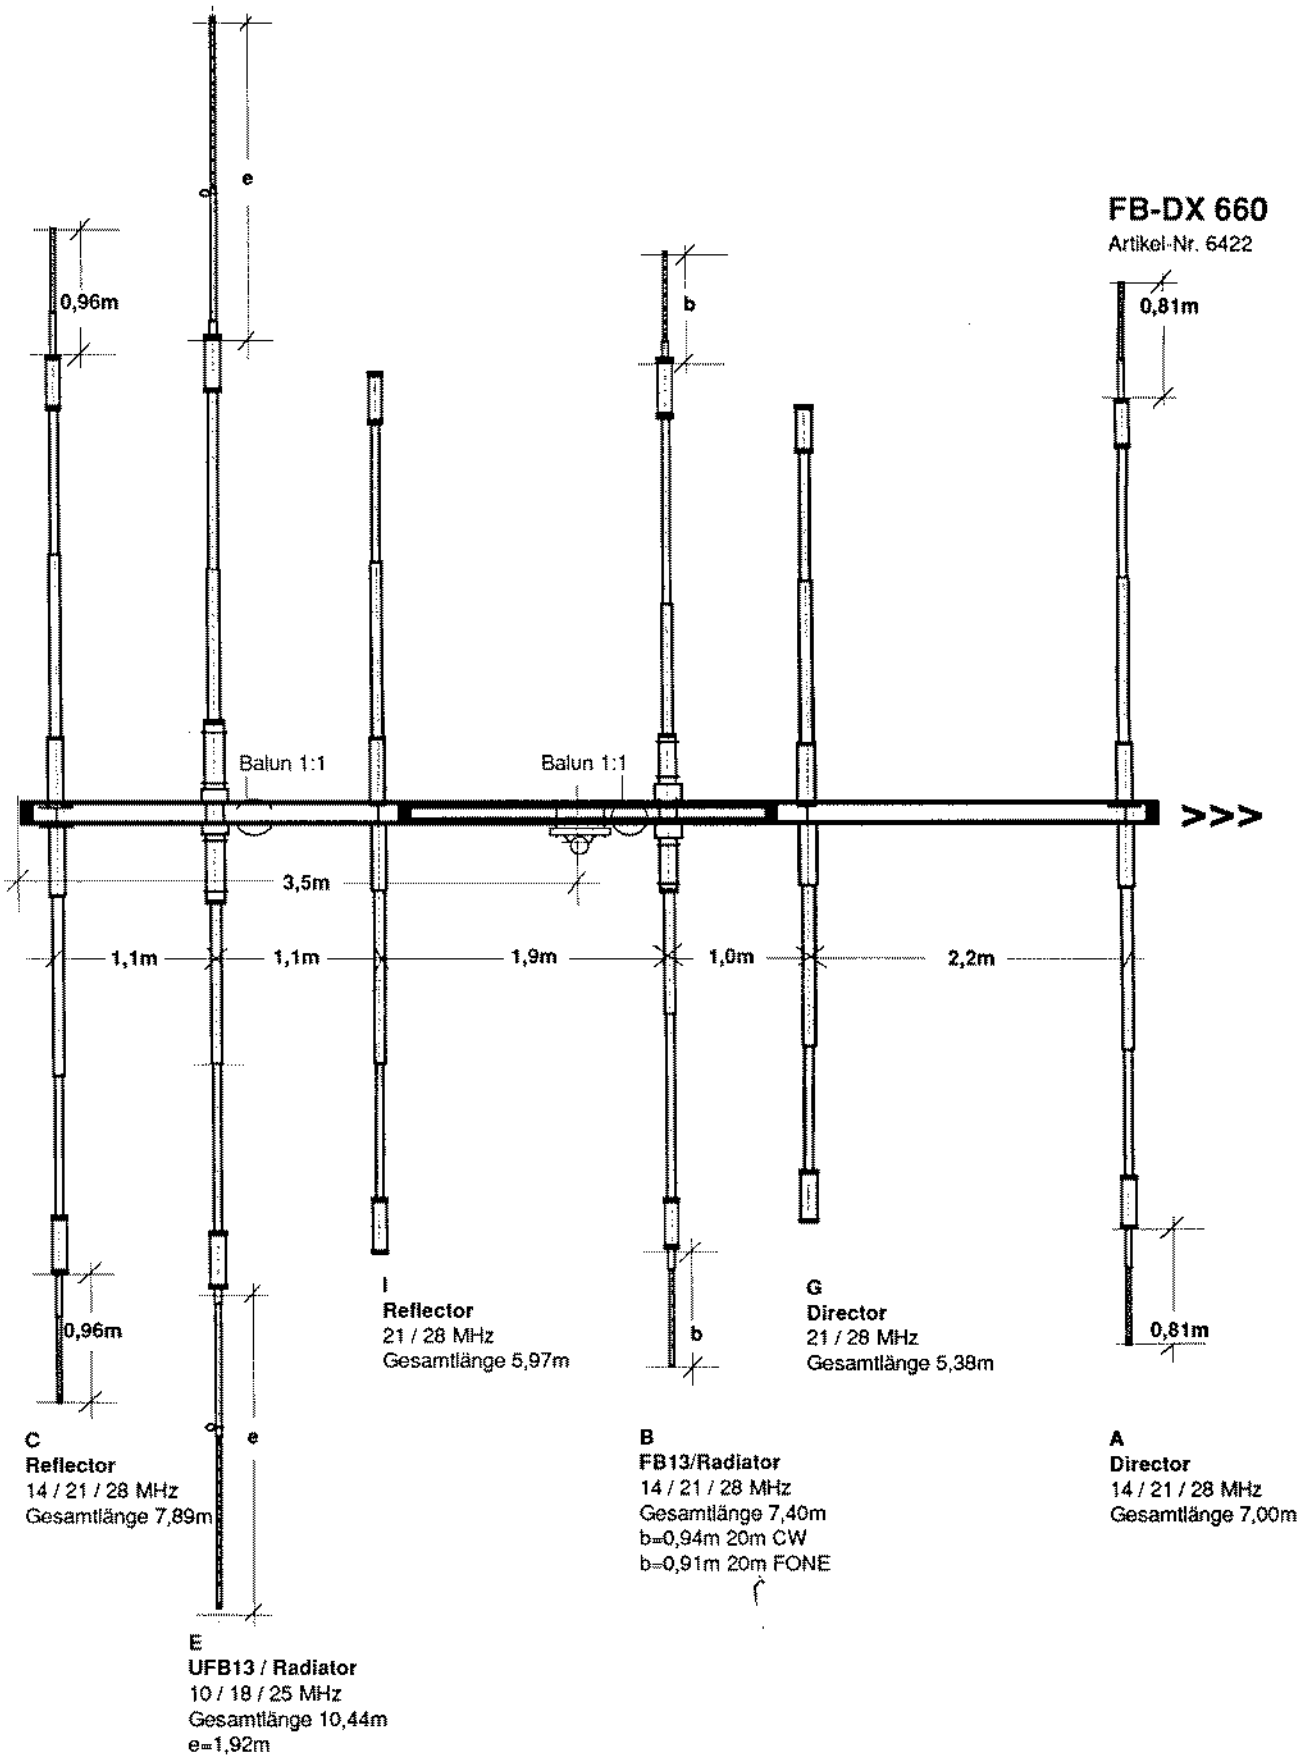 e
FB-DX 660
Artikel-Nr. 6422
0,96m
b
0,81m
Balun 1:1
Balun 1:1
>>>
3,5m
1,1m
1,1m
1,9m
1,0m
2,2m
I
Reflector
21 / 28 MHz
Gesamtlänge 5,97m
G
Director
21 / 28 MHz
Gesamtlänge 5,38m
0,96m
b
0,81m
e
C
Reflector
14 / 21 / 28 MHz
Gesamtlänge 7,89m
B
FB13/Radiator
14 / 21 / 28 MHz
Gesamtlänge 7,40m
b=0,94m 20m CW
b=0,91m 20m FONE
A
Director
14 / 21 / 28 MHz
Gesamtlänge 7,00m
E
UFB13 / Radiator
10 / 18 / 25 MHz
Gesamtlänge 10,44m
e=1,92m